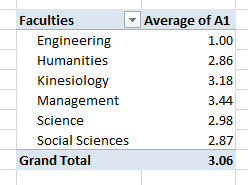 Faculties Average of A1
Engineering 1.00
Humanities 2.86
Kinesiology 3.18
Management 3.44
Science 2.98
Social Sciences 2.87
Grand Total 3.06